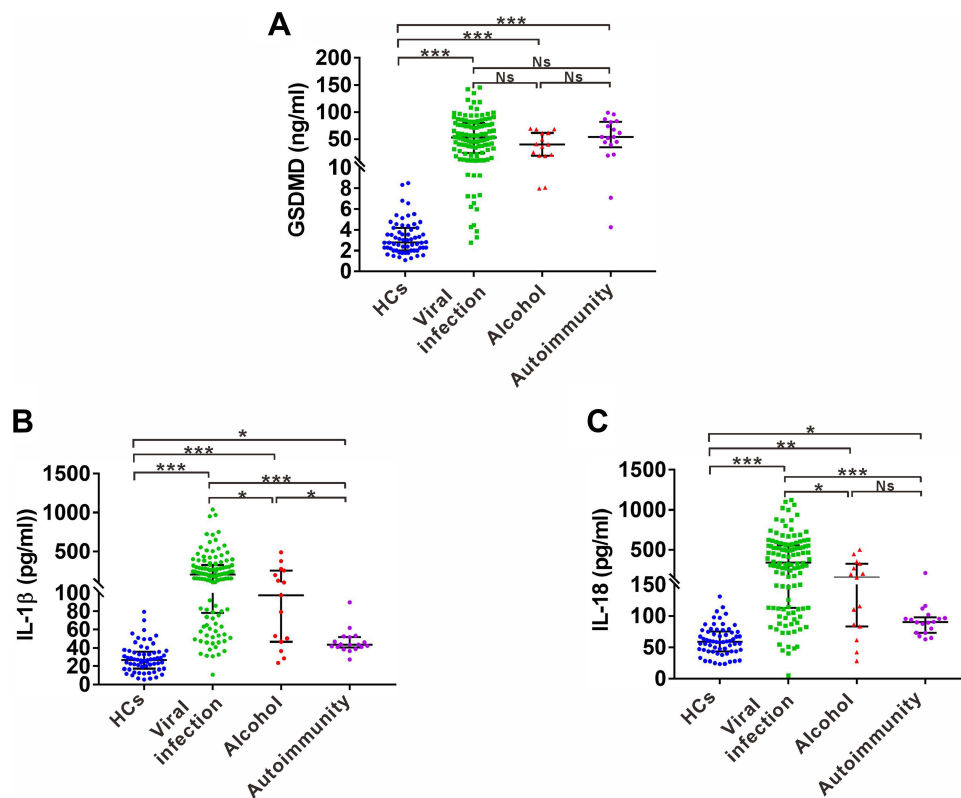 A
***
***
***
Ns
Ns
Ns
GSDMD (ng/ml)
200
150
100
50
10
8
6
4
2
0
HCs
Viral
infection
Alcohol
Autoimmunity
B
*
***
***
***
*
*
IL-1β (pg/ml))
1500
1000
500
100
80
60
40
20
0
HCs
Viral
infection
Alcohol
Autoimmunity
C
*
**
***
***
*
Ns
IL-18 (pg/ml)
1500
1000
500
150
100
50
0
HCs
Viral
infection
Alcohol
Autoimmunity